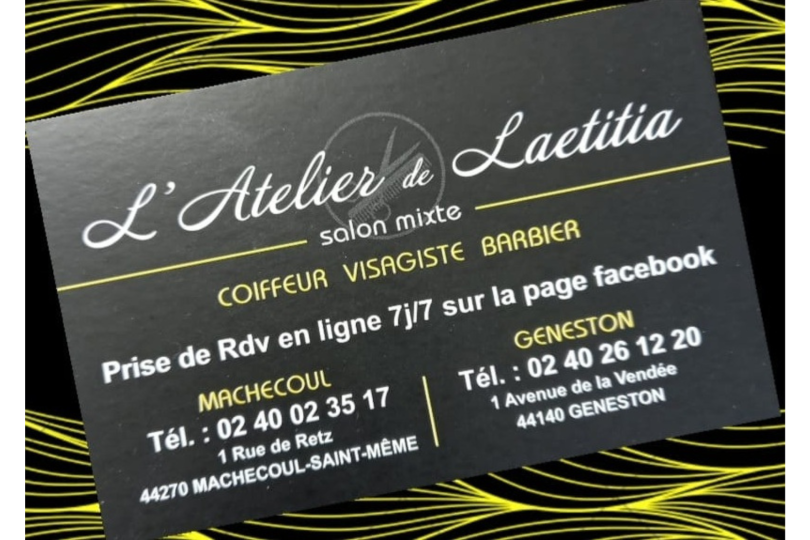 L'Atelier de Laetitia
salon mixte
COIFFEUR VISAGISTE BARBIER
Prise de Rdv en ligne 7j/7 sur la page facebook
MACHECOUL
Tél. : 02 40 02 35 17
1 Rue de Retz
44270 MACHECOUL-SAINT-MÊME
GENESTON
Tél. : 02 40 26 12 20
1 Avenue de la Vendée
44140 GENESTON